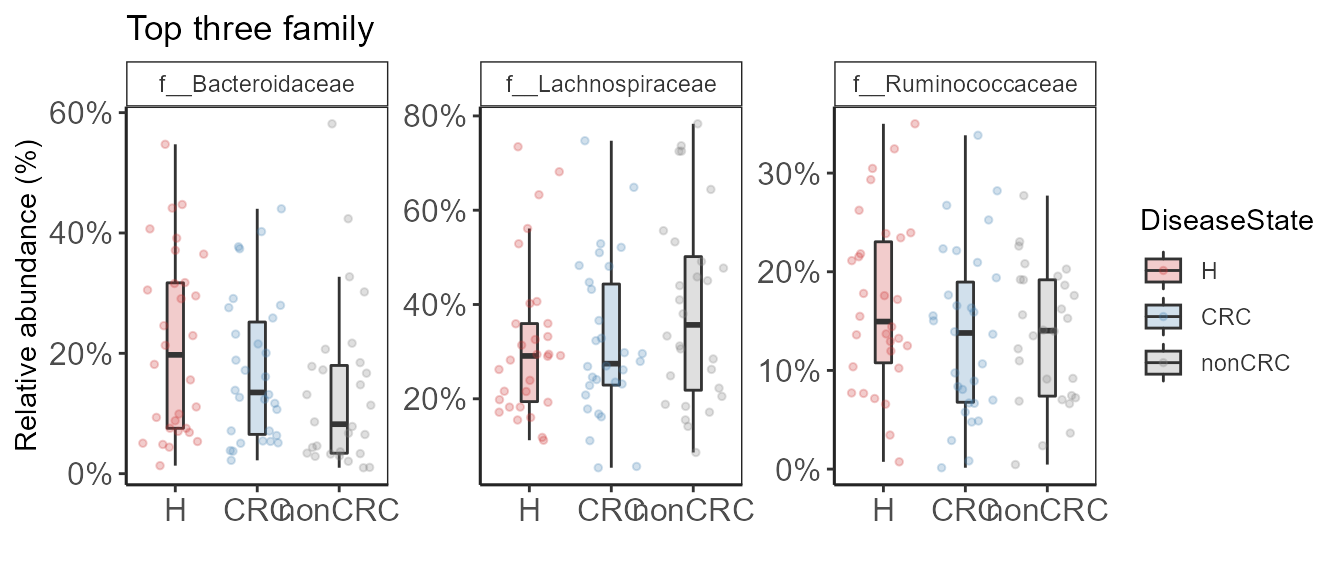 Top three family
f__Bacteroidaceae
f__Lachnospiraceae
f__Ruminococcaceae
Relative abundance (%)
60%
40%
20%
0%
80%
60%
40%
20%
30%
20%
10%
0%
H CRC nonCRC
H CRC nonCRC
H CRC nonCRC
DiseaseState
H
CRC
nonCRC